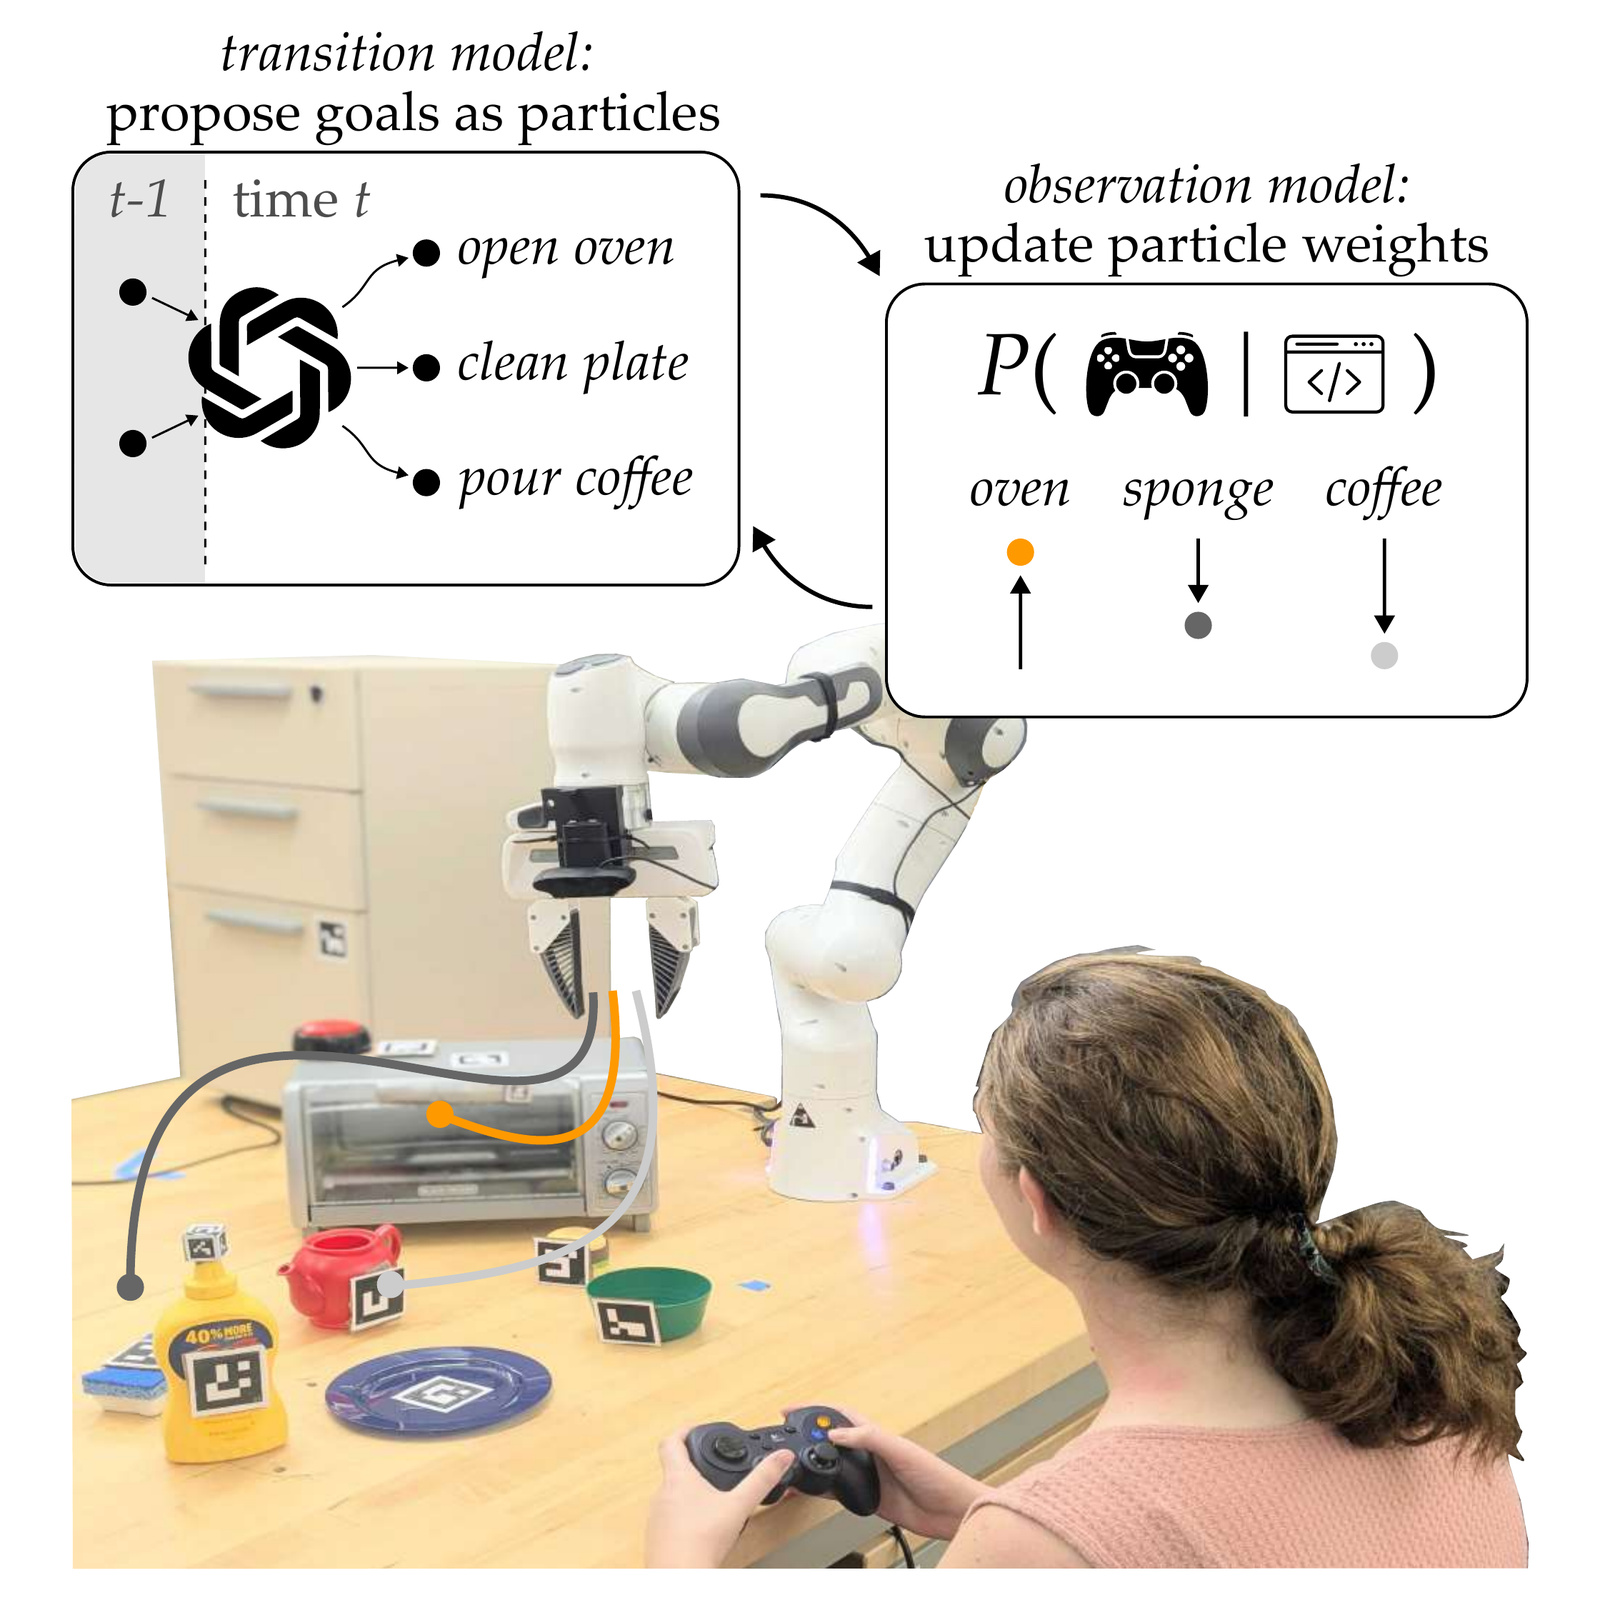 transition model:
propose goals as particles
t-1
time t
open oven
clean plate
pour coffee
observation model:
update particle weights
P( | </> )
oven
sponge
coffee
40% MORE